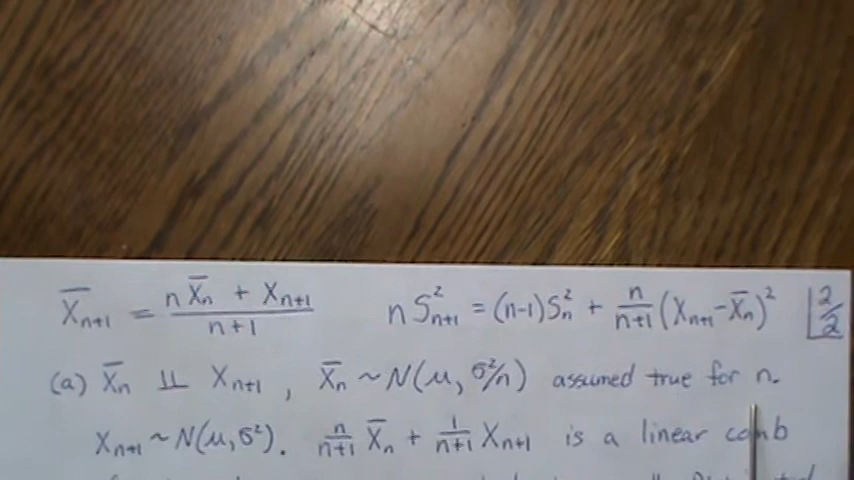 X̄ₙ₊₁ = (n X̄ₙ + Xₙ₊₁)/(n+1)    n S²ₙ₊₁ = (n-1)S²ₙ + n/(n+1) (Xₙ₊₁ - X̄ₙ)²    2/2
(a) X̄ₙ ⫫ Xₙ₊₁ , X̄ₙ ~ N(μ, σ²/n) assumed true for n.
Xₙ₊₁ ~ N(μ, σ²). n/(n+1) X̄ₙ + 1/(n+1) Xₙ₊₁ is a linear comb